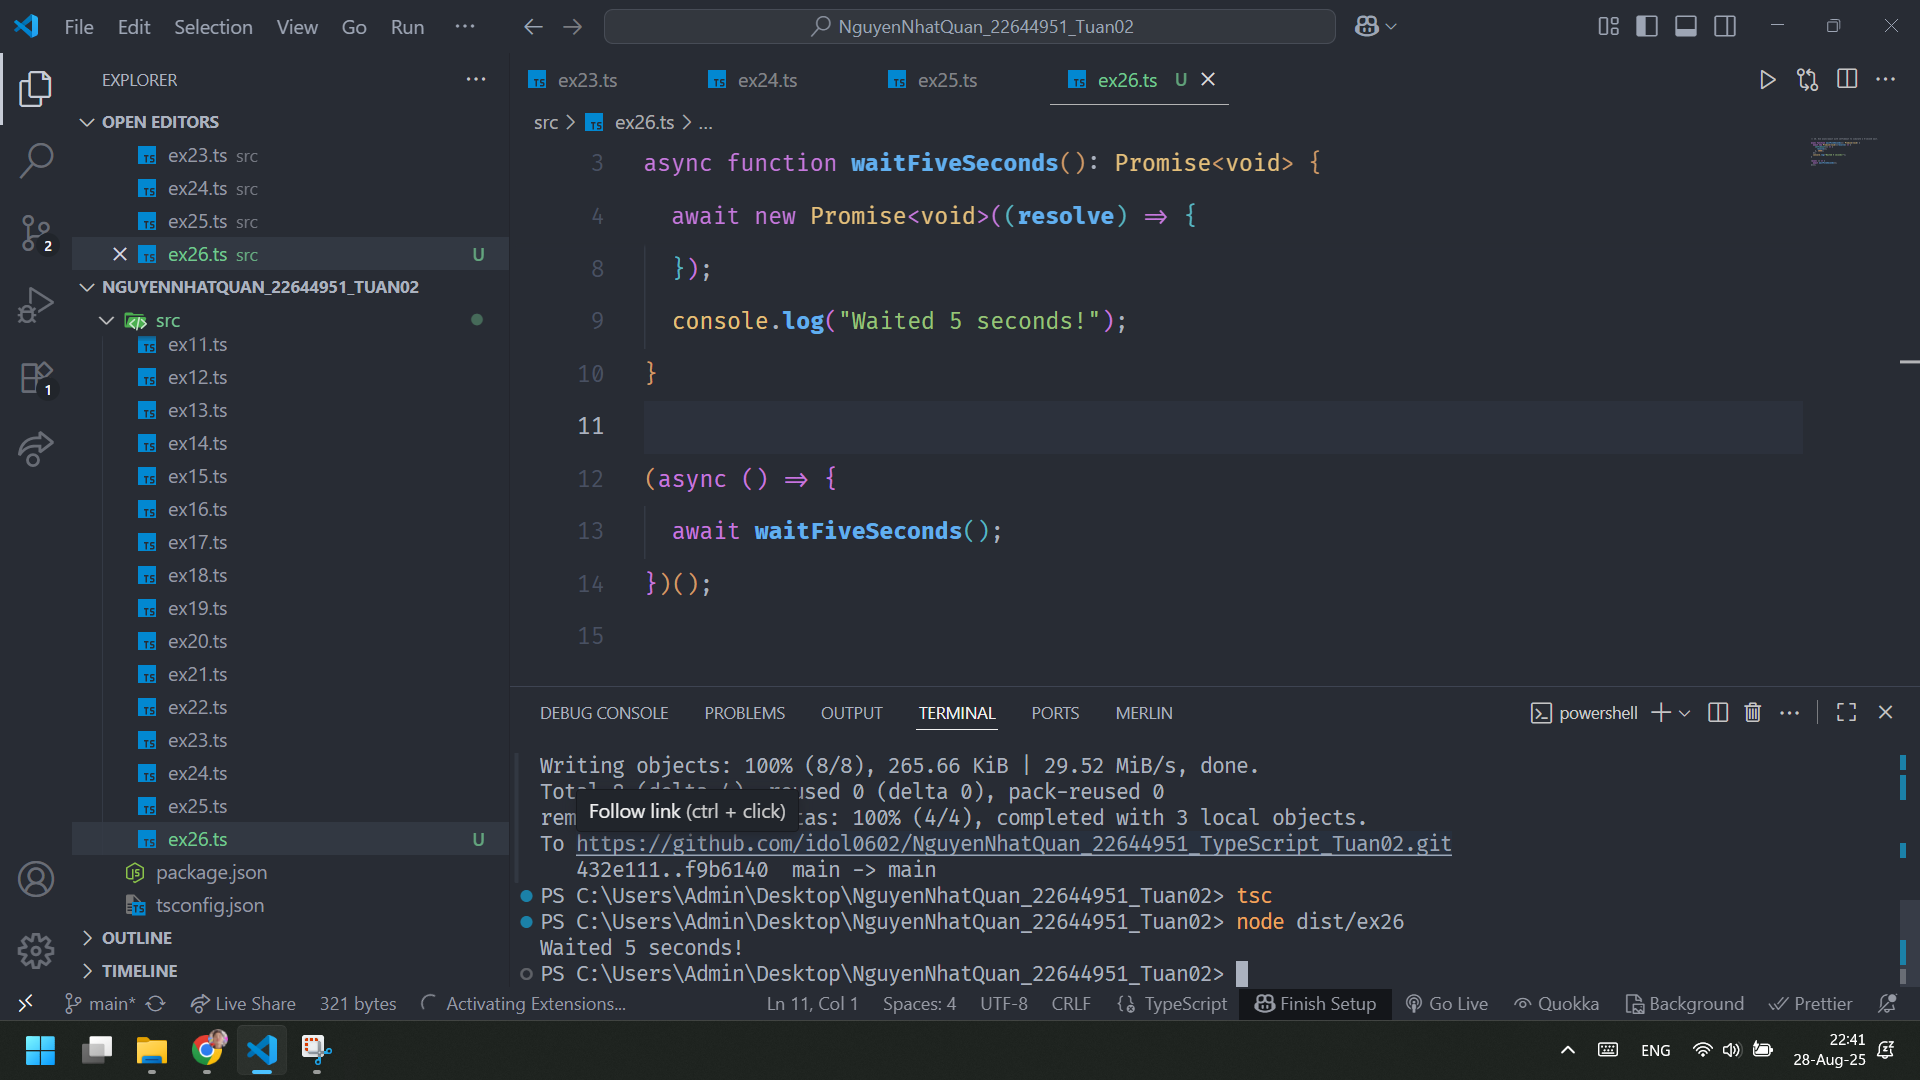 File Edit Selection View Go Run ···
NguyenNhatQuan_22644951_Tuan02
EXPLORER ···
OPEN EDITORS
ex23.ts src
ex24.ts src
ex25.ts src
ex26.ts src U
NGUYENNHATQUAN_22644951_TUAN02
src
ex11.ts
ex12.ts
ex13.ts
ex14.ts
ex15.ts
ex16.ts
ex17.ts
ex18.ts
ex19.ts
ex20.ts
ex21.ts
ex22.ts
ex23.ts
ex24.ts
ex25.ts
ex26.ts U
package.json
tsconfig.json
OUTLINE
TIMELINE
2
1
ex23.ts ex24.ts ex25.ts ex26.ts U
src > ex26.ts > ...
3 async function waitFiveSeconds(): Promise<void> {
4 await new Promise<void>((resolve) => {
8 });
9 console.log("Waited 5 seconds!");
10 }
11
12 (async () => {
13 await waitFiveSeconds();
14 })();
15
DEBUG CONSOLE PROBLEMS OUTPUT TERMINAL PORTS MERLIN powershell
Writing objects: 100% (8/8), 265.66 KiB | 29.52 MiB/s, done.
reused 0 (delta 0), pack-reused 0
Follow link (ctrl + click)
100% (4/4), completed with 3 local objects.
To https://github.com/idol0602/NguyenNhatQuan_22644951_TypeScript_Tuan02.git
432e111..f9b6140 main -> main
PS C:\Users\Admin\Desktop\NguyenNhatQuan_22644951_Tuan02> tsc
PS C:\Users\Admin\Desktop\NguyenNhatQuan_22644951_Tuan02> node dist/ex26
Waited 5 seconds!
PS C:\Users\Admin\Desktop\NguyenNhatQuan_22644951_Tuan02>
main* Live Share 321 bytes Activating Extensions... Ln 11, Col 1 Spaces: 4 UTF-8 CRLF {} TypeScript Finish Setup Go Live Quokka Background Prettier
ENG
22:41
28-Aug-25